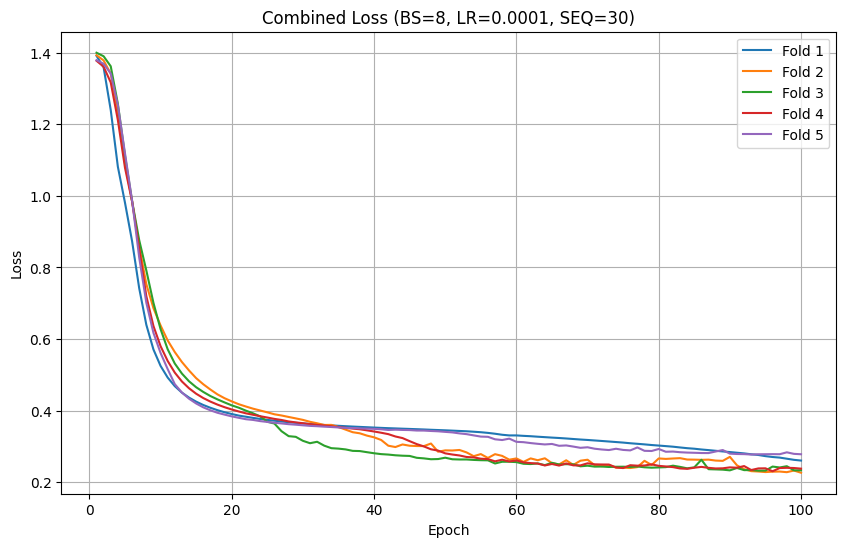 Combined Loss (BS=8, LR=0.0001, SEQ=30)
Fold 1
Fold 2
Fold 3
Fold 4
Fold 5
Loss
1.4
1.2
1.0
0.8
0.6
0.4
0.2
0 20 40 60 80 100
Epoch